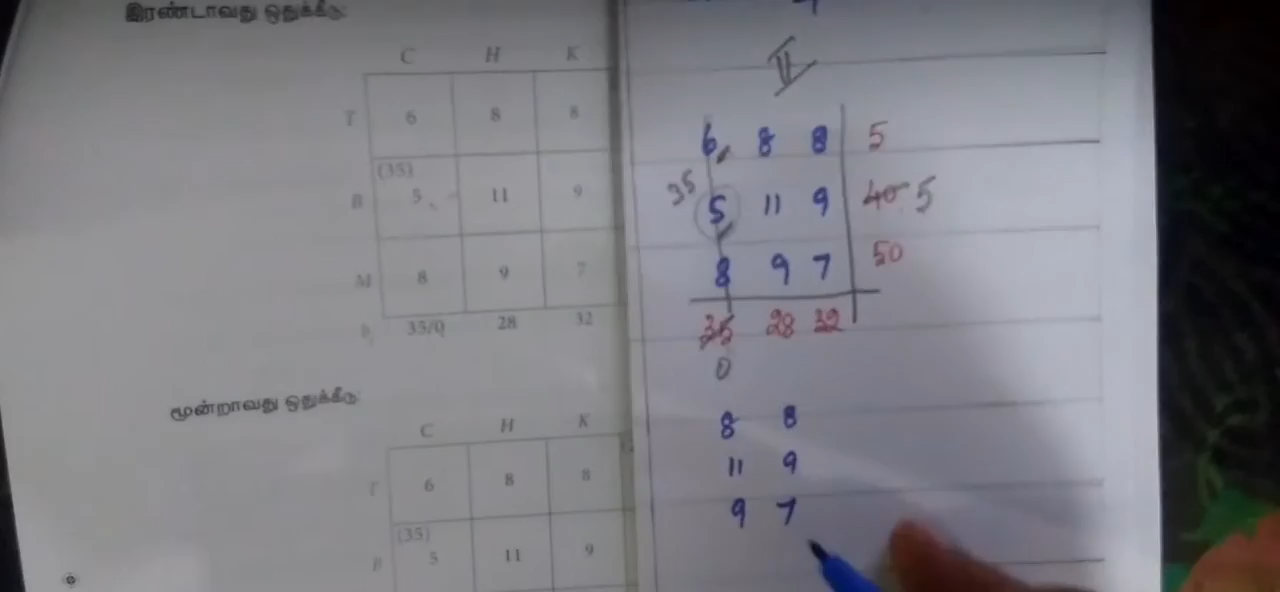 இரண்டாவது ஒதுக்கீடு:
C H K
T 6 8 8
(35)
B 5 11 9
M 8 9 7
bj 35/0 28 32
மூன்றாவது ஒதுக்கீடு:
C H K
T 6 8 8
(35)
B 5 11 9
II
6 8 8 5
35 5 11 9 40 5
8 9 7 50
35 28 32
0
8 8
11 9
9 7